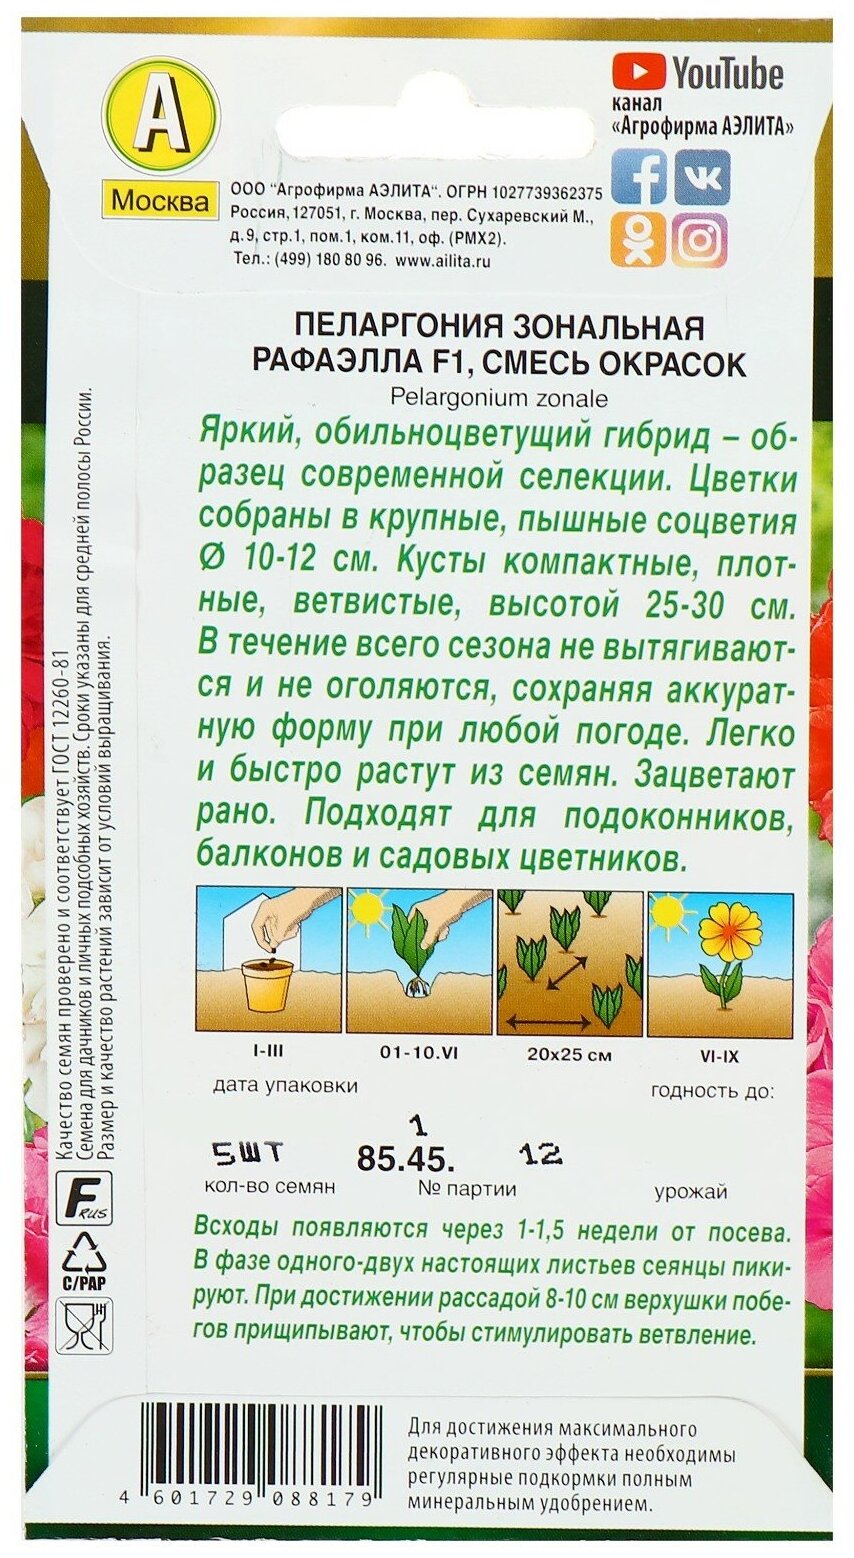 А
Москва
YouTube
канал
«Агрофирма АЭЛИТА»
ООО "Агрофирма АЭЛИТА". ОГРН 1027739362375
Россия,127051, г. Москва, пер. Сухаревский М.,
д.9, стр.1, пом.1, ком.11, оф. (РМХ2).
Тел.: (499) 180 80 96. www.ailita.ru
ПЕЛАРГОНИЯ ЗОНАЛЬНАЯ
РАФАЭЛЛА F1, СМЕСЬ ОКРАСОК
Pelargonium zonale
Яркий, обильноцветущий гибрид – об-
разец современной селекции. Цветки
собраны в крупные, пышные соцветия
Ø 10-12 см. Кусты компактные, плот-
ные, ветвистые, высотой 25-30 см.
В течение всего сезона не вытягивают-
ся и не оголяются, сохраняя аккурат-
ную форму при любой погоде. Легко
и быстро растут из семян. Зацветают
рано. Подходят для подоконников,
балконов и садовых цветников.
I-III
01-10.VI
20х25 см
VI-IX
дата упаковки
годность до:
1
5ШТ
85.45.
12
кол-во семян
№ партии
урожай
Всходы появляются через 1-1,5 недели от посева.
В фазе одного-двух настоящих листьев сеянцы пики-
руют. При достижении рассадой 8-10 см верхушки побе-
гов прищипывают, чтобы стимулировать ветвление.
Качество семян проверено и соответствует ГОСТ 12260-81
Семена для дачников и личных подсобных хозяйств. Сроки указаны для средней полосы России.
Размер и качество растений зависит от условий выращивания.
F RUS
C/PAP
4 601729 088179
Для достижения максимального
декоративного эффекта необходимы
регулярные подкормки полным
минеральным удобрением.